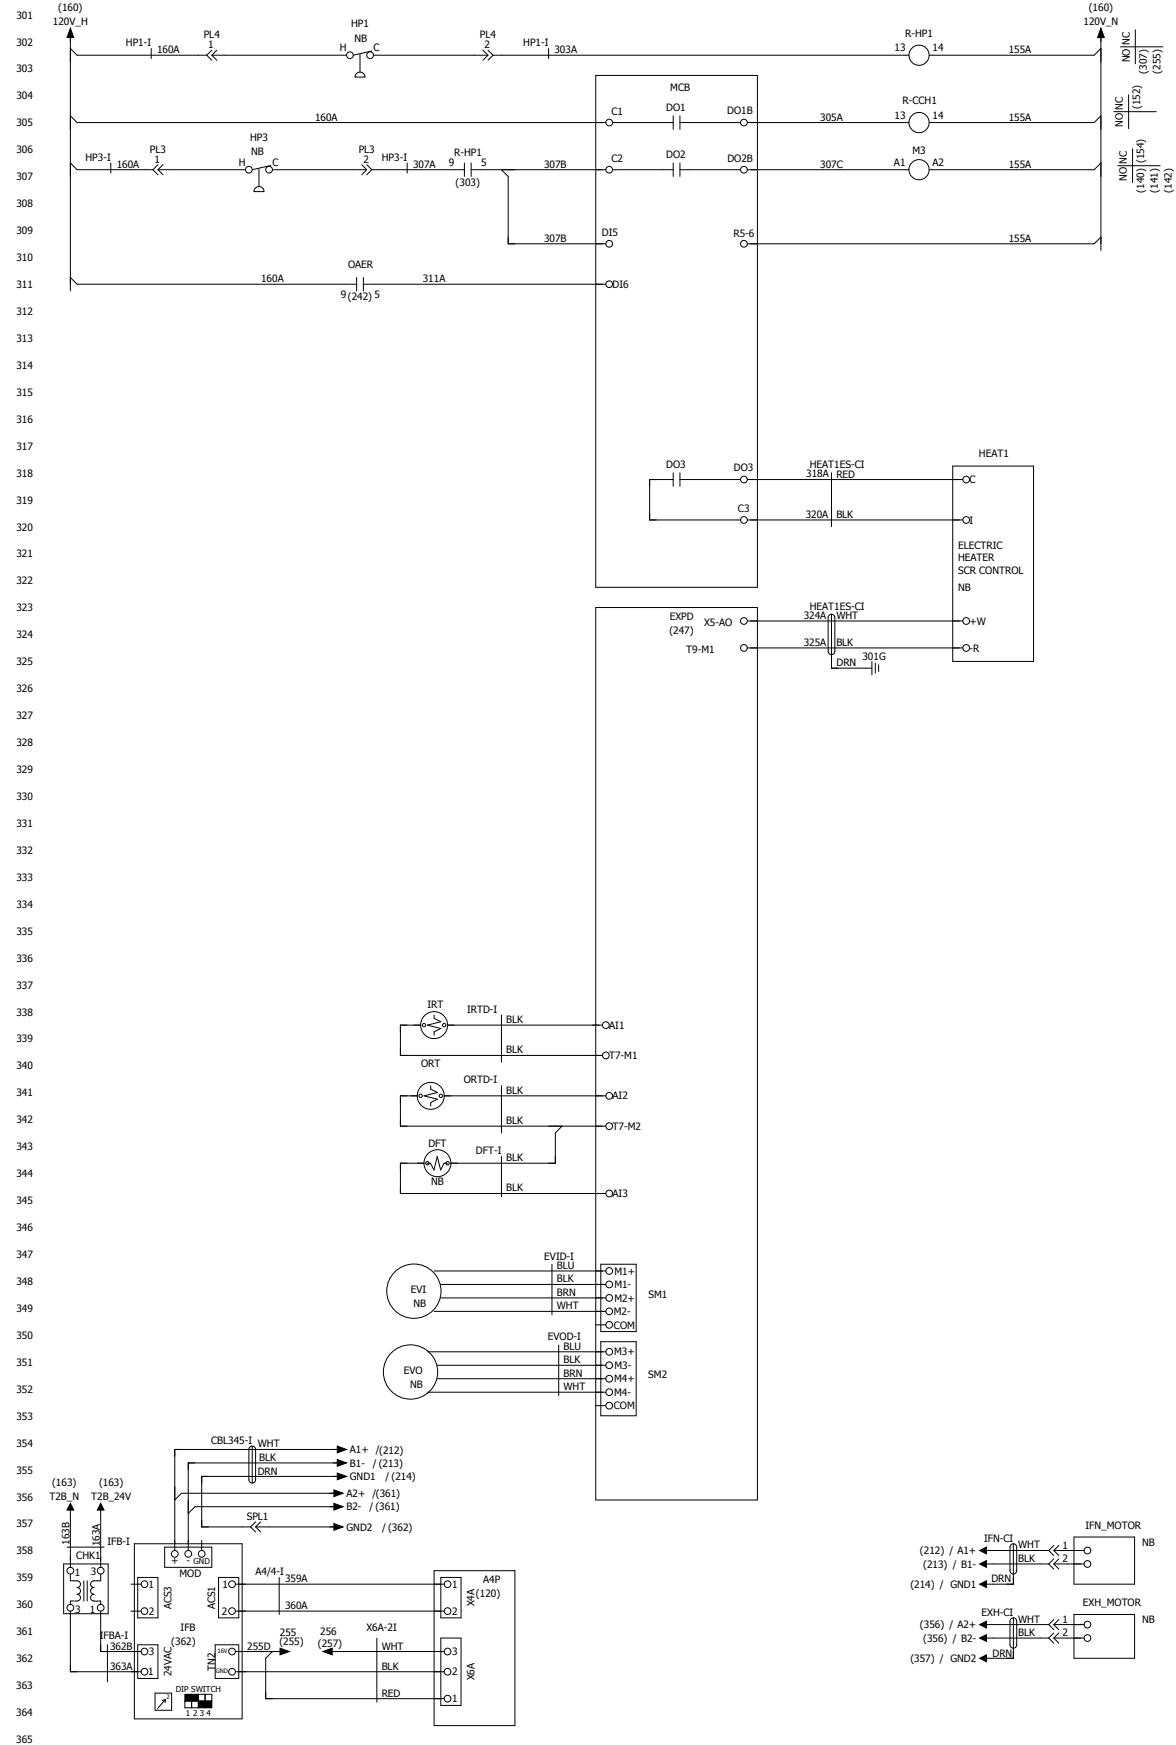 301 (160) (160)
120V_H HP1 120V_N
302 HP1-I 160A PL4 1 H NB C PL4 2 HP1-I 303A R-HP1 13 14 155A NO NC (307) (255)
303
304 MCB
305 160A C1 DO1 DO1B 305A R-CCH1 13 14 155A NO NC (152)
306 HP3 NB
307 HP3-I 160A PL3 1 H C PL3 2 HP3-I 307A R-HP1 9 5 (303) 307B C2 DO2 DO2B 307C M3 A1 A2 155A NO NC (140) (154) (141) (142)
308
309 307B DI5 R5-6 155A
310 OAER
311 160A 9 (242) 5 311A DI6
312
313
314
315
316
317 HEAT1
318 DO3 DO3 HEAT1ES-CI 318A RED C
319 C3
320 320A BLK I
321 ELECTRIC
HEATER
322 SCR CONTROL
NB
323 EXPD HEAT1ES-CI
324 (247) X5-AO 324A WHT +W
325 T9-M1 325A BLK -R
DRN 301G
326
327
328
329
330
331
332
333
334
335
336
337
338 IRT IRTD-I BLK AI1
339 BLK T7-M1
340 ORT
341 ORTD-I BLK AI2
342 BLK T7-M2
343 DFT DFT-I BLK
344 NB
345 BLK AI3
346
347 EVID-I BLU M1+
348 EVI BLK M1- SM1
NB BRN M2+
349 WHT M2-
COM
350 EVOD-I
351 BLU M3+
EVO BLK M3- SM2
352 NB BRN M4+
WHT M4-
353 COM
354 CBL345-I WHT A1+ /(212)
355 BLK B1- /(213)
DRN GND1 /(214)
356 (163) (163)
T2B_N T2B_24V A2+ /(361)
B2- /(361)
357 163B 163A SPL1 GND2 /(362) IFN_MOTOR
358 IFB-I + - GND (212) / A1+ IFN-CI WHT 1 NB
CHK1 MOD (213) / B1- BLK 2
359 1 3 1 ACS3 ACS1 1 A4/4-I 359A 1 X4A A4P (120) (214) / GND1 DRN
360 3 1 2 2 360A 2 EXH_MOTOR
361 IFBA-I IFB 255 256 X6A-2I (356) / A2+ EXH-CI WHT 1 NB
362 362B 3 24VAC (362) TN2 16V 255D (255) (257) WHT 3 X6A (356) / B2- BLK 2
363A 1 GND BLK 2 (357) / GND2 DRN
363 DIP SWITCH RED 1
364 1 2 3 4
365